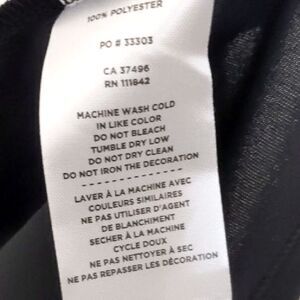 100% POLYESTER
PO # 33303
CA 37496
RN 111842
MACHINE WASH COLD
IN LIKE COLOR
DO NOT BLEACH
TUMBLE DRY LOW
DO NOT DRY CLEAN
DO NOT IRON THE DECORATION
LAVER À LA MACHINE AVEC
COULEURS SIMILAIRES
NE PAS UTILISER D'AGENT
DE BLANCHIMENT
SECHER À LA MACHINE
CYCLE DOUX
NE PAS NETTOYER À SEC
NE PAS REPASSER LES DÉCORATION